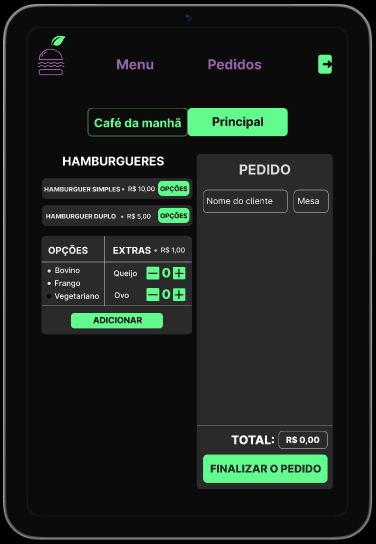 Menu
Pedidos
Café da manhã
Principal
HAMBURGUERES
HAMBURGUER SIMPLES • R$ 10,00 OPÇÕES
HAMBURGUER DUPLO • R$ 5,00 OPÇÕES
OPÇÕES
• Bovino
• Frango
• Vegetariano
EXTRAS • R$ 1,00
Queijo − 0 +
Ovo − 0 +
ADICIONAR
PEDIDO
Nome do cliente
Mesa
TOTAL: R$ 0,00
FINALIZAR O PEDIDO